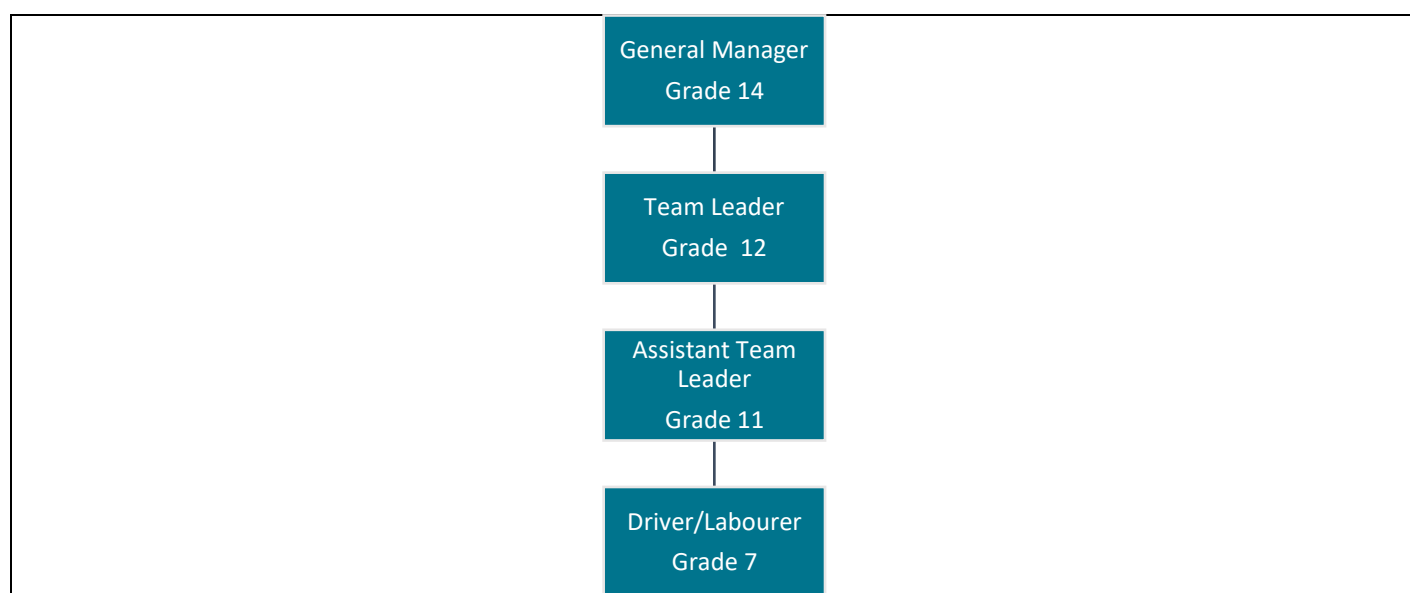 General Manager
Grade 14
Team Leader
Grade  12
Assistant Team
Leader
Grade 11
Driver/Labourer
Grade 7